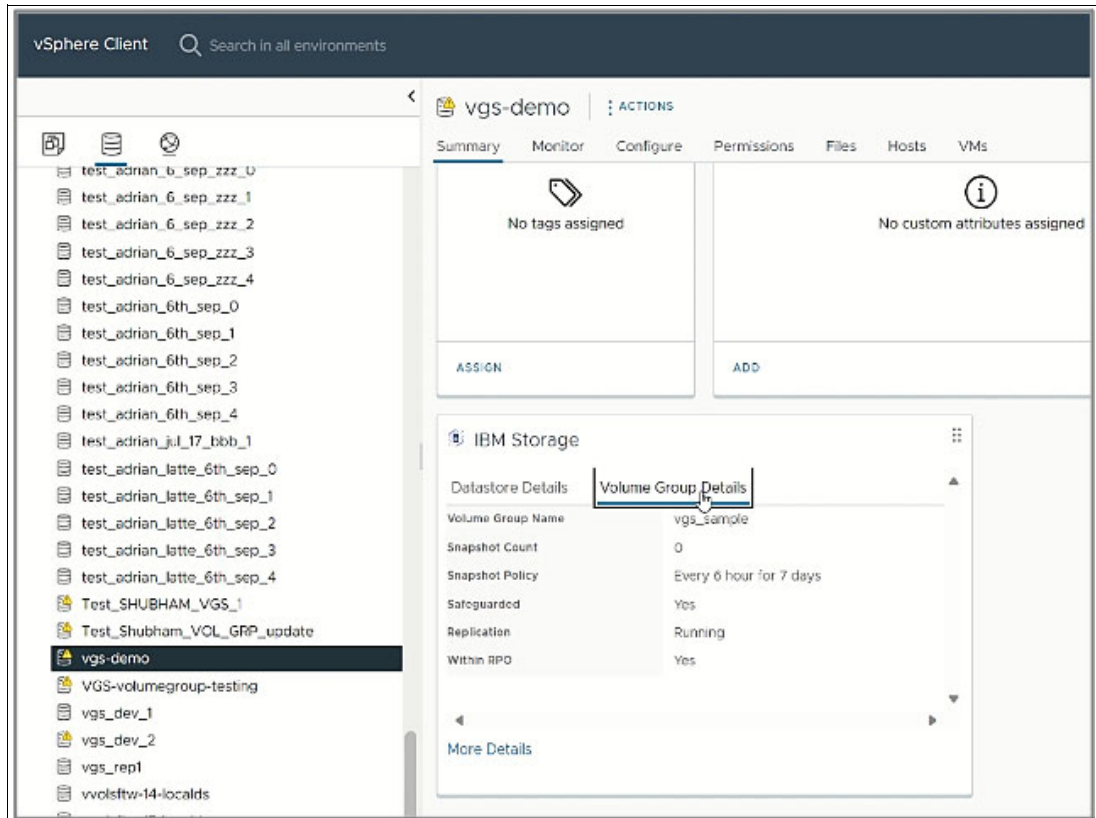 vSphere Client Search in all environments
vgs-demo ACTIONS
Summary Monitor Configure Permissions Files Hosts VMs
test_adrian_6_sep_zzz_0
test_adrian_6_sep_zzz_1
test_adrian_6_sep_zzz_2
test_adrian_6_sep_zzz_3
test_adrian_6_sep_zzz_4
test_adrian_6th_sep_0
test_adrian_6th_sep_1
test_adrian_6th_sep_2
test_adrian_6th_sep_3
test_adrian_6th_sep_4
test_adrian_jul_17_bbb_1
test_adrian_latte_6th_sep_0
test_adrian_latte_6th_sep_1
test_adrian_latte_6th_sep_2
test_adrian_latte_6th_sep_3
test_adrian_latte_6th_sep_4
Test_SHUBHAM_VGS_1
Test_Shubham_VOL_GRP_update
vgs-demo
VGS-volumegroup-testing
vgs_dev_1
vgs_dev_2
vgs_rep1
vvolsftw-14-localds
No tags assigned
ASSIGN
No custom attributes assigned
ADD
IBM Storage
Datastore Details Volume Group Details
Volume Group Name vgs_sample
Snapshot Count 0
Snapshot Policy Every 6 hour for 7 days
Safeguarded Yes
Replication Running
Within RPO Yes
More Details